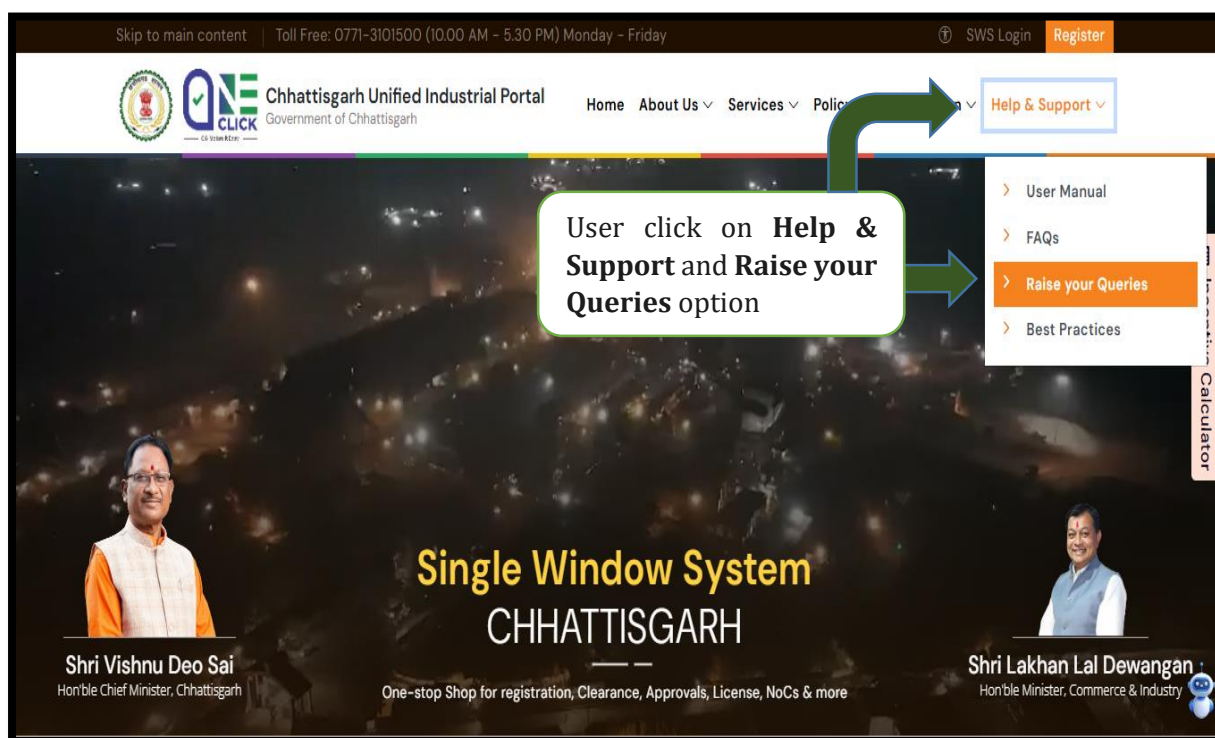 Skip to main content
Toll Free: 0771-3101500 (10.00 AM - 5.30 PM) Monday - Friday
SWS Login
Register
ONE
CLICK
Chhattisgarh Unified Industrial Portal
Government of Chhattisgarh
Home
About Us
Services
Help & Support
User Manual
FAQs
Raise your Queries
Best Practices
User click on Help &
Support and Raise your
Queries option
Calculator
Single Window System
CHHATTISGARH
One-stop Shop for registration, Clearance, Approvals, License, NoCs & more
Shri Vishnu Deo Sai
Hon'ble Chief Minister, Chhattisgarh
Shri Lakhan Lal Dewangan
Hon'ble Minister, Commerce & Industry